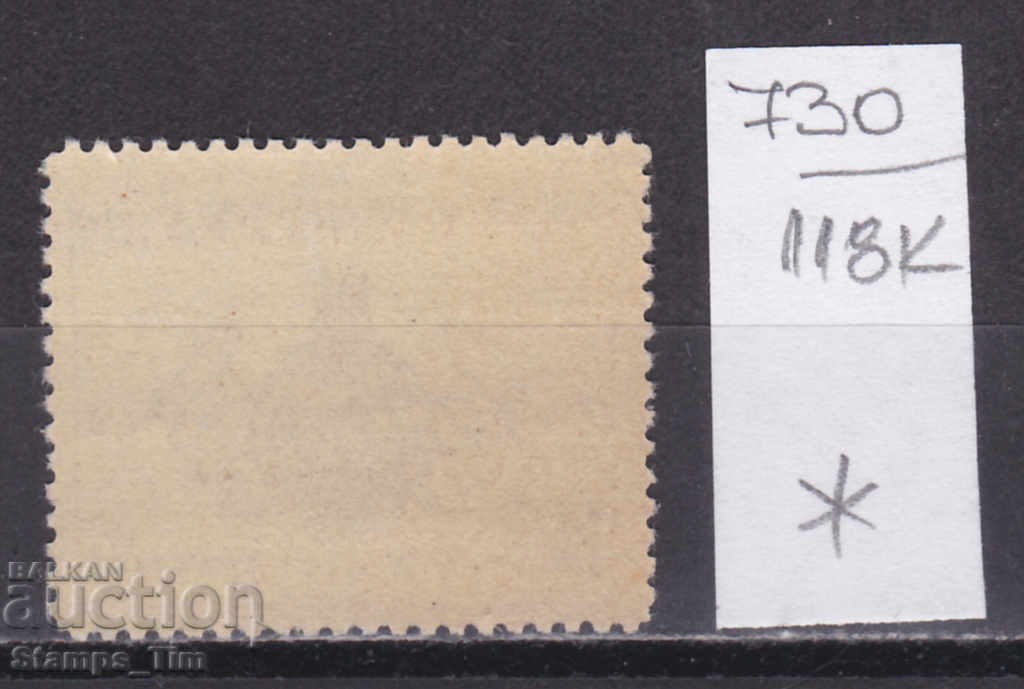 730
118K
*
BALKAN
auction
Stamps_Tim